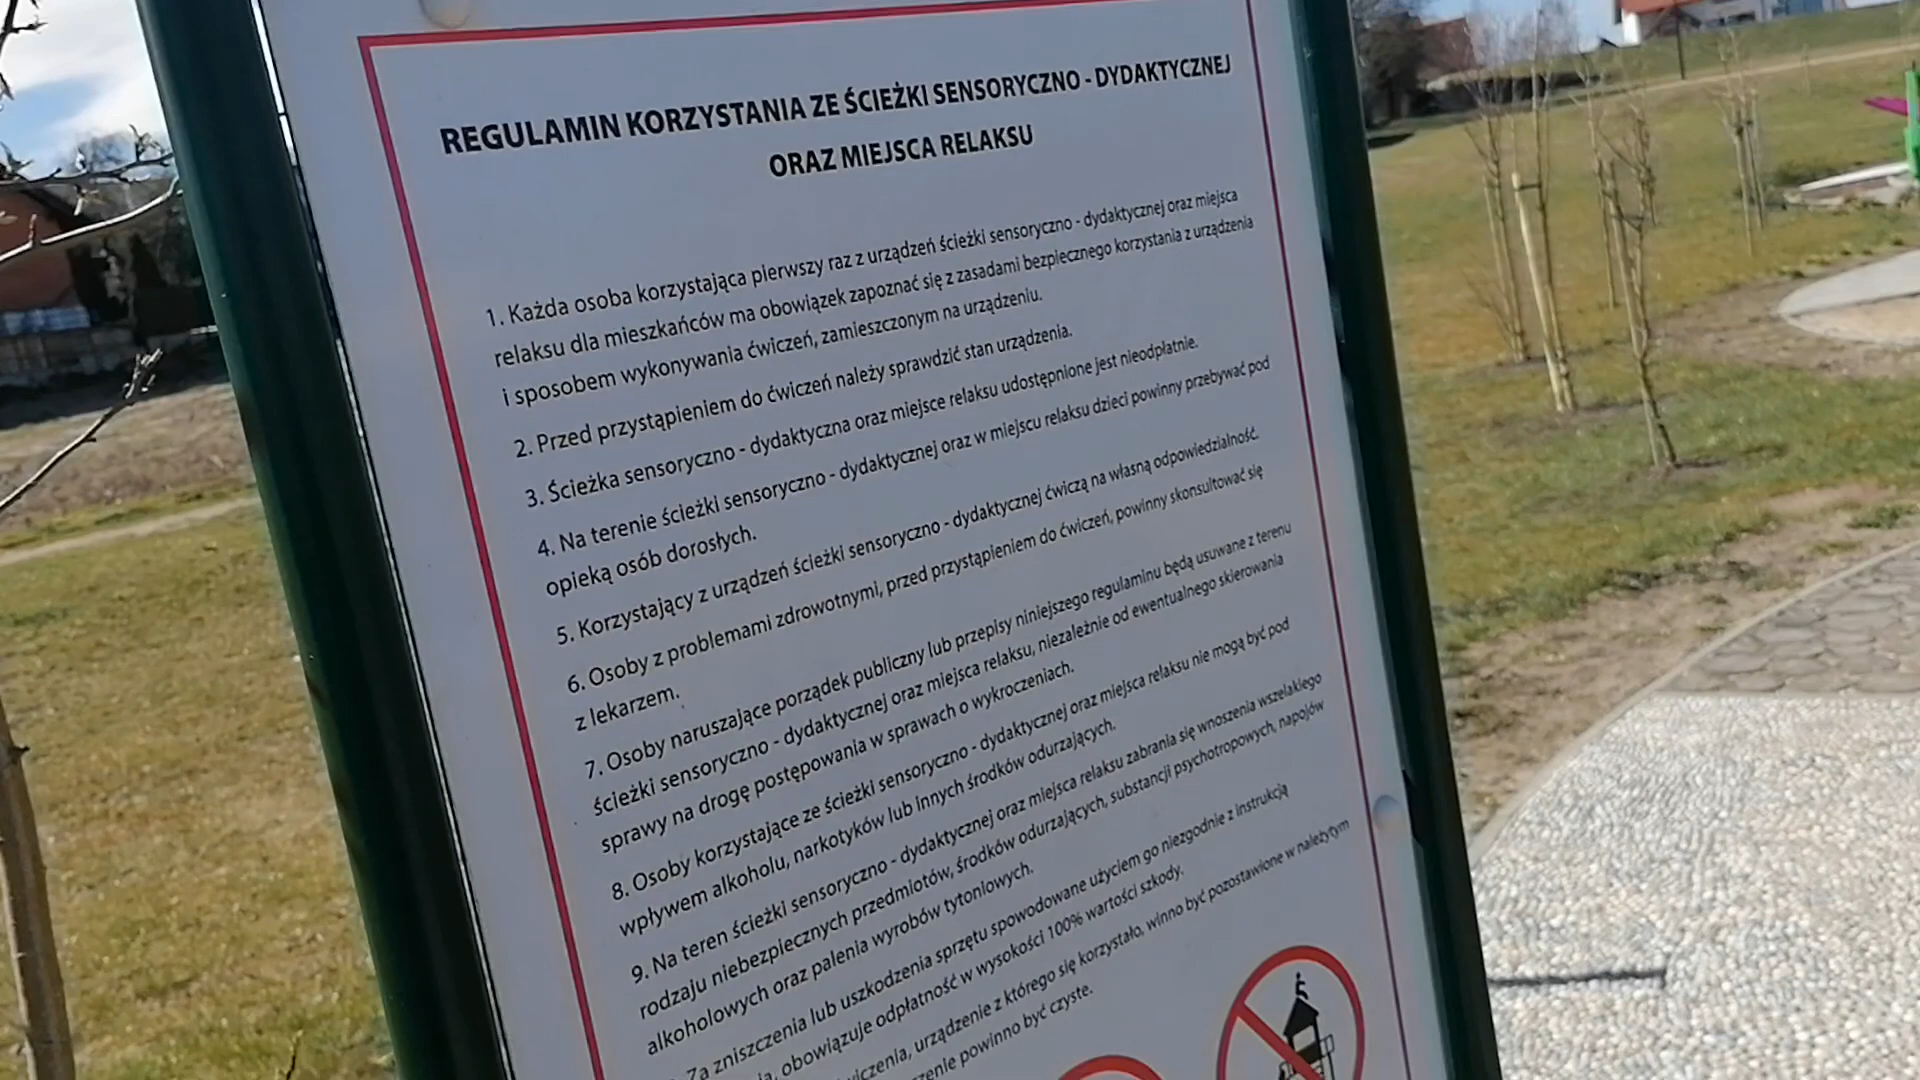 REGULAMIN KORZYSTANIA ZE ŚCIEŻKI SENSORYCZNO - DYDAKTYCZNEJ
ORAZ MIEJSCA RELAKSU
1. Każda osoba korzystająca pierwszy raz z urządzeń ścieżki sensoryczno - dydaktycznej oraz miejsca
relaksu dla mieszkańców ma obowiązek zapoznać się z zasadami bezpiecznego korzystania z urządzenia
i sposobem wykonywania ćwiczeń, zamieszczonym na urządzeniu.
2. Przed przystąpieniem do ćwiczeń należy sprawdzić stan urządzenia.
3. Ścieżka sensoryczno - dydaktyczna oraz miejsce relaksu udostępnione jest nieodpłatnie.
4. Na terenie ścieżki sensoryczno - dydaktycznej oraz w miejscu relaksu dzieci powinny przebywać pod
opieką osób dorosłych.
5. Korzystający z urządzeń ścieżki sensoryczno - dydaktycznej ćwiczą na własną odpowiedzialność.
6. Osoby z problemami zdrowotnymi, przed przystąpieniem do ćwiczeń, powinny skonsultować się
z lekarzem.
7. Osoby naruszające porządek publiczny lub przepisy niniejszego regulaminu będą usuwane z terenu
ścieżki sensoryczno - dydaktycznej oraz miejsca relaksu, niezależnie od ewentualnego skierowania
sprawy na drogę postępowania w sprawach o wykroczeniach.
8. Osoby korzystające ze ścieżki sensoryczno - dydaktycznej oraz miejsca relaksu nie mogą być pod
wpływem alkoholu, narkotyków lub innych środków odurzających.
9. Na teren ścieżki sensoryczno - dydaktycznej oraz miejsca relaksu zabrania się wnoszenia wszelakiego
rodzaju niebezpiecznych przedmiotów, środków odurzających, substancji psychotropowych, napojów
alkoholowych oraz palenia wyrobów tytoniowych.
Za zniszczenia lub uszkodzenia sprzętu spowodowane użyciem go niezgodnie z instrukcją
obowiązuje odpłatność w wysokości 100% wartości szkody.
urządzenie z którego się korzystało, winno być pozostawione w należytym
powinno być czyste.